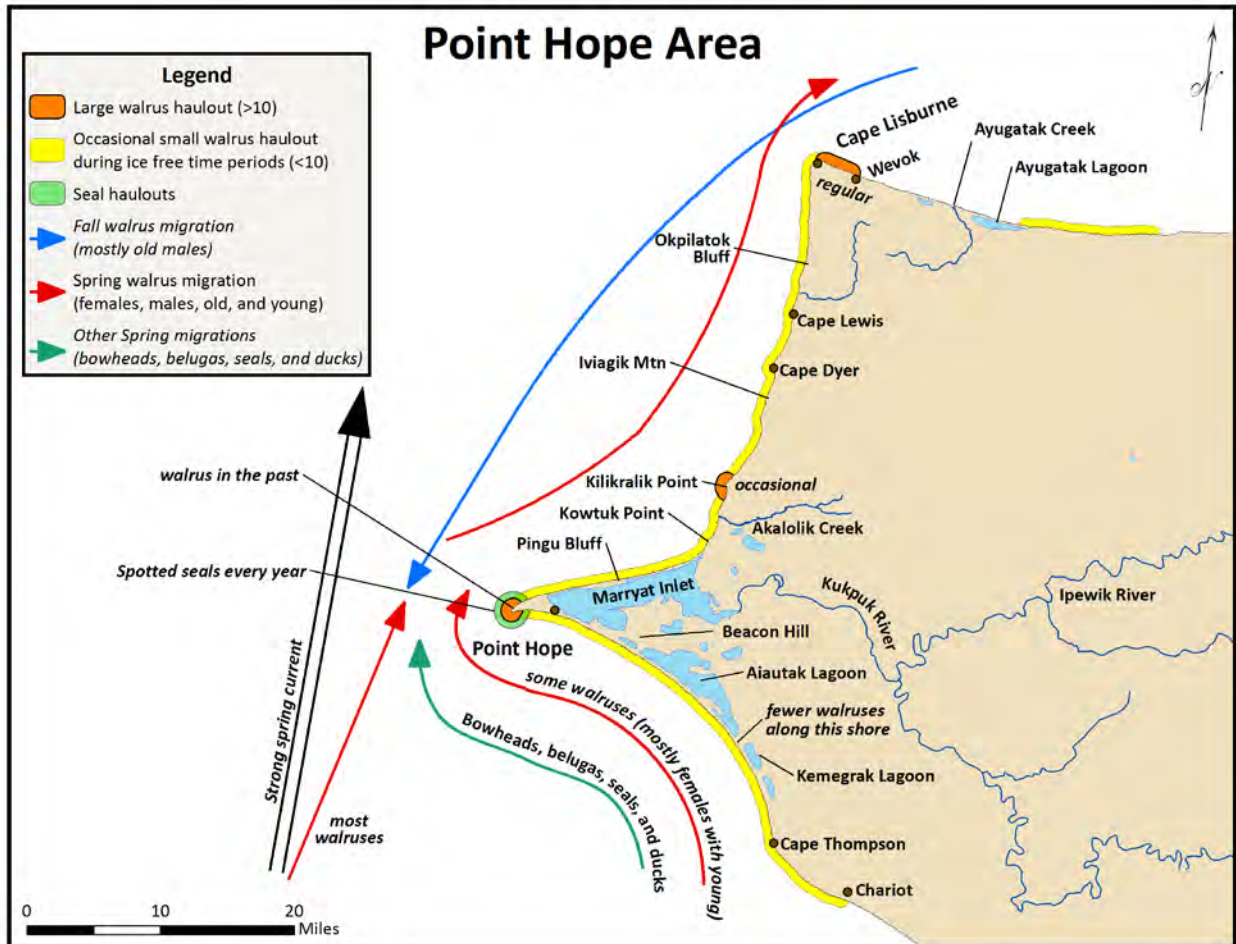 Point Hope Area
Legend
Large walrus haulout (>10)
Occasional small walrus haulout
during ice free time periods (<10)
Seal haulouts
Fall walrus migration
(mostly old males)
Spring walrus migration
(females, males, old, and young)
Other Spring migrations
(bowheads, belugas, seals, and ducks)
N
Cape Lisburne
Wevok
regular
Ayugatak Creek
Ayugatak Lagoon
Okpilatok
Bluff
Cape Lewis
Iviagik Mtn
Cape Dyer
walrus in the past
Kilikralik Point
occasional
Kowtuk Point
Akalolik Creek
Pingu Bluff
Spotted seals every year
Marryat Inlet
Kukpuk River
Ipewik River
Beacon Hill
Point Hope
Aiautak Lagoon
some walruses (mostly females with young)
fewer walruses
along this shore
Bowheads, belugas, seals, and ducks
Kemegrak Lagoon
Strong spring current
most
walruses
Cape Thompson
Chariot
0 10 20
Miles